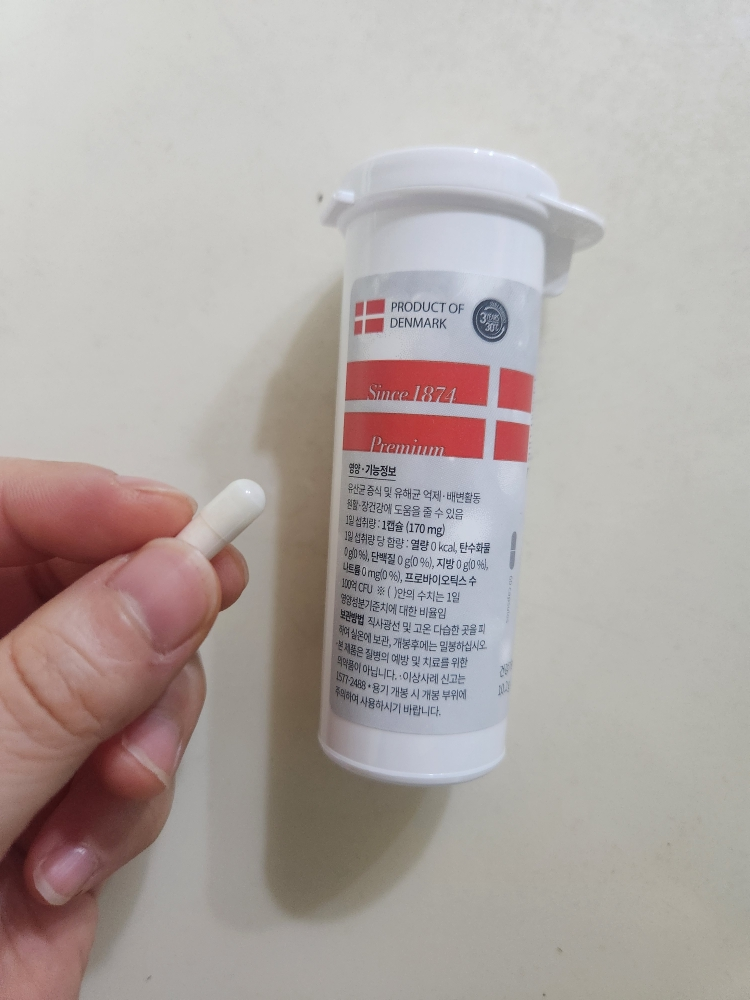 PRODUCT OF
DENMARK
3 YEARS
30℃
Since 1874
Premium
영양·기능정보
유산균 증식 및 유해균 억제·배변활동
원활·장건강에 도움을 줄 수 있음
1일 섭취량 : 1캡슐 (170 mg)
1일 섭취량 당 함량 : 열량 0 kcal, 탄수화물
0 g(0 %), 단백질 0 g(0 %), 지방 0 g(0 %),
나트륨 0 mg(0 %), 프로바이오틱스 수
100억 CFU ※ ( )안의 수치는 1일
영양성분기준치에 대한 비율임
보관방법 직사광선 및 고온 다습한 곳을 피
하여 실온에 보관, 개봉후에는 밀봉하십시오.
·본 제품은 질병의 예방 및 치료를 위한
의약품이 아닙니다. ·이상사례 신고는
1577-2488 • 용기 개봉 시 개봉 부위에
주의하여 사용하시기 바랍니다.